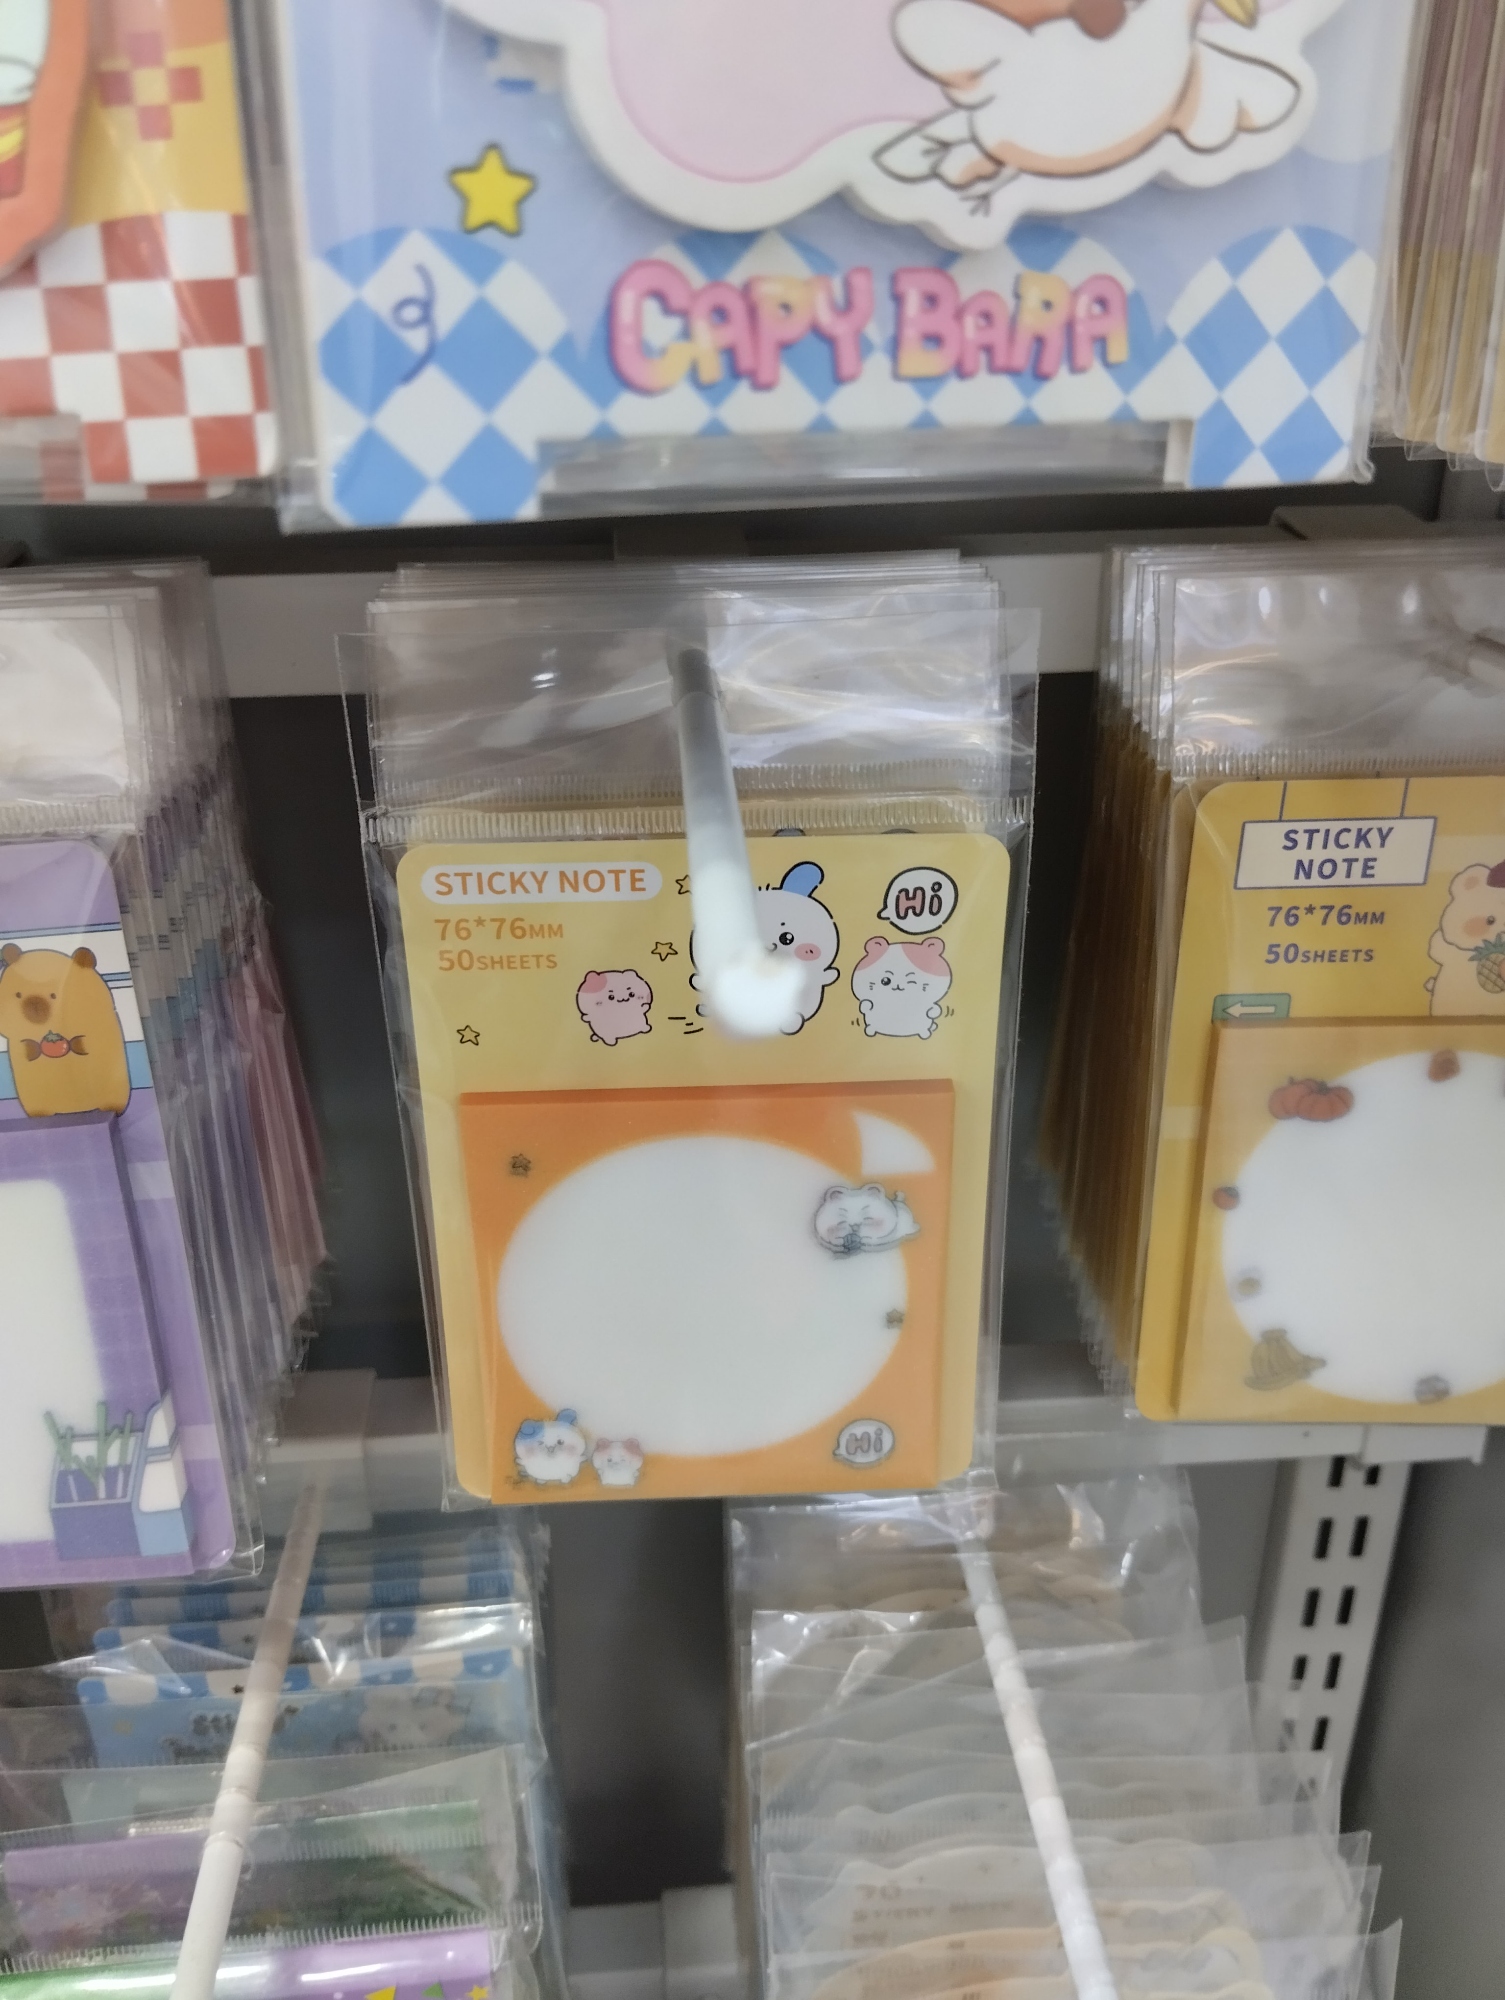 CAPY BARA
STICKY NOTE
76*76MM
50SHEETS
Hi
Hi
STICKY
NOTE
76*76MM
50SHEETS